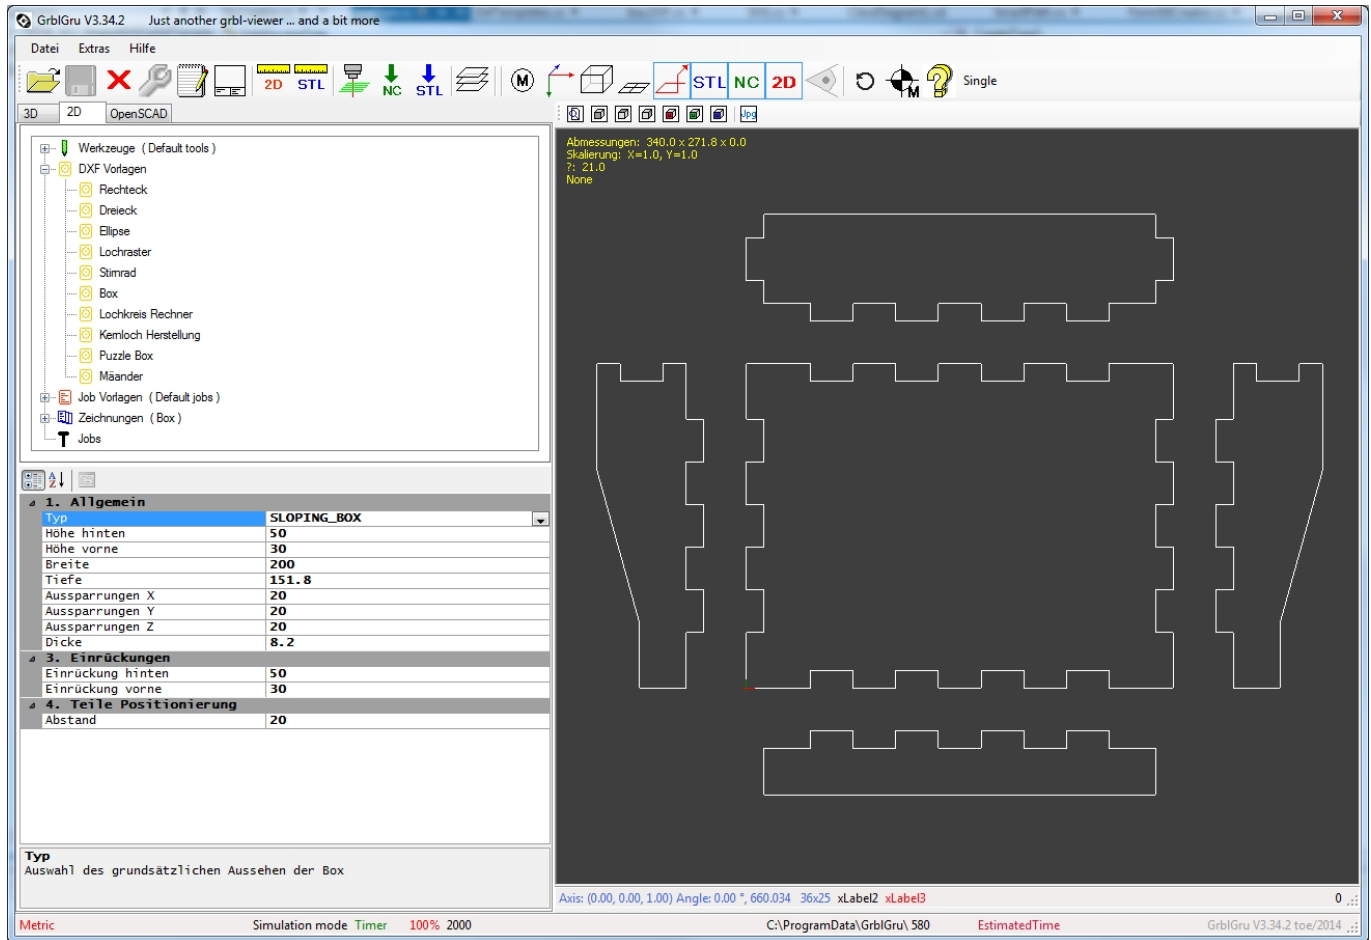 GrblGru V3.34.2 Just another grbl-viewer ... and a bit more
Datei Extras Hilfe
2D STL NC STL M STL NC 2D M Single
3D 2D OpenSCAD
Jpg
Werkzeuge ( Default tools )
DXF Vorlagen
Rechteck
Dreieck
Ellipse
Lochraster
Stirnrad
Box
Lochkreis Rechner
Kernloch Herstellung
Puzzle Box
Mäander
Job Vorlagen ( Default jobs )
Zeichnungen ( Box )
Jobs
Abmessungen: 340.0 x 271.8 x 0.0
Skalierung: X=1.0, Y=1.0
?: 21.0
None
A Z
1. Allgemein
Typ SLOPING_BOX
Höhe hinten 50
Höhe vorne 30
Breite 200
Tiefe 151.8
Aussparrungen X 20
Aussparrungen Y 20
Aussparrungen Z 20
Dicke 8.2
3. Einrückungen
Einrückung hinten 50
Einrückung vorne 30
4. Teile Positionierung
Abstand 20
Typ
Auswahl des grundsätzlichen Aussehen der Box
Axis: (0.00, 0.00, 1.00) Angle: 0.00 °, 660.034 36x25 xLabel2 xLabel3 0
Metric Simulation mode Timer 100% 2000 C:\ProgramData\GrblGru\ 580 EstimatedTime GrblGru V3.34.2 toe/2014